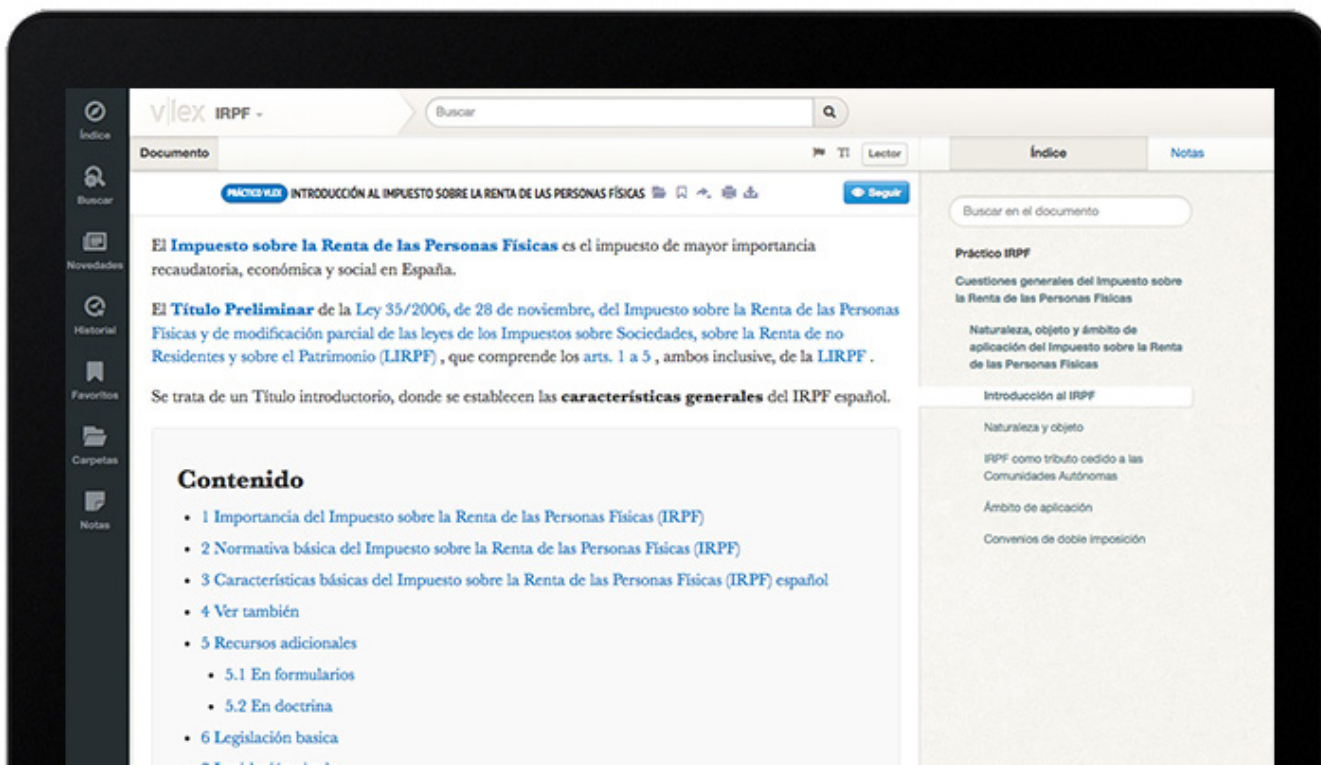 Índice
Buscar
Novedades
Historial
Favoritos
Carpetas
Notas
v|lex IRPF
Buscar
Documento
TI
Lector
PRÁCTICO VLEX INTRODUCCIÓN AL IMPUESTO SOBRE LA RENTA DE LAS PERSONAS FÍSICAS
Seguir
El Impuesto sobre la Renta de las Personas Físicas es el impuesto de mayor importancia
recaudatoria, económica y social en España.
El Título Preliminar de la Ley 35/2006, de 28 de noviembre, del Impuesto sobre la Renta de las Personas
Físicas y de modificación parcial de las leyes de los Impuestos sobre Sociedades, sobre la Renta de no
Residentes y sobre el Patrimonio (LIRPF) , que comprende los arts. 1 a 5 , ambos inclusive, de la LIRPF .
Se trata de un Título introductorio, donde se establecen las características generales del IRPF español.
Contenido
• 1 Importancia del Impuesto sobre la Renta de las Personas Físicas (IRPF)
• 2 Normativa básica del Impuesto sobre la Renta de las Personas Físicas (IRPF)
• 3 Características básicas del Impuesto sobre la Renta de las Personas Físicas (IRPF) español
• 4 Ver también
• 5 Recursos adicionales
• 5.1 En formularios
• 5.2 En doctrina
• 6 Legislación basica
Índice
Notas
Buscar en el documento
Práctico IRPF
Cuestiones generales del Impuesto sobre
la Renta de las Personas Físicas
Naturaleza, objeto y ámbito de
aplicación del Impuesto sobre la Renta
de las Personas Físicas
Introducción al IRPF
Naturaleza y objeto
IRPF como tributo cedido a las
Comunidades Autónomas
Ámbito de aplicación
Convenios de doble imposición